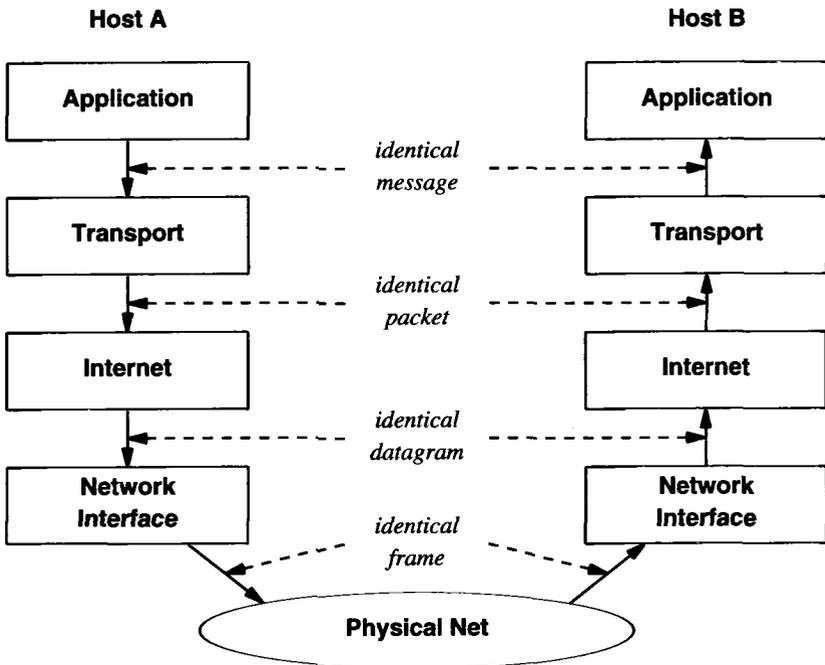 Host A Host B
Application Application
identical
message
Transport Transport
identical
packet
Internet Internet
identical
datagram
Network Network
Interface Interface
identical
frame
Physical Net